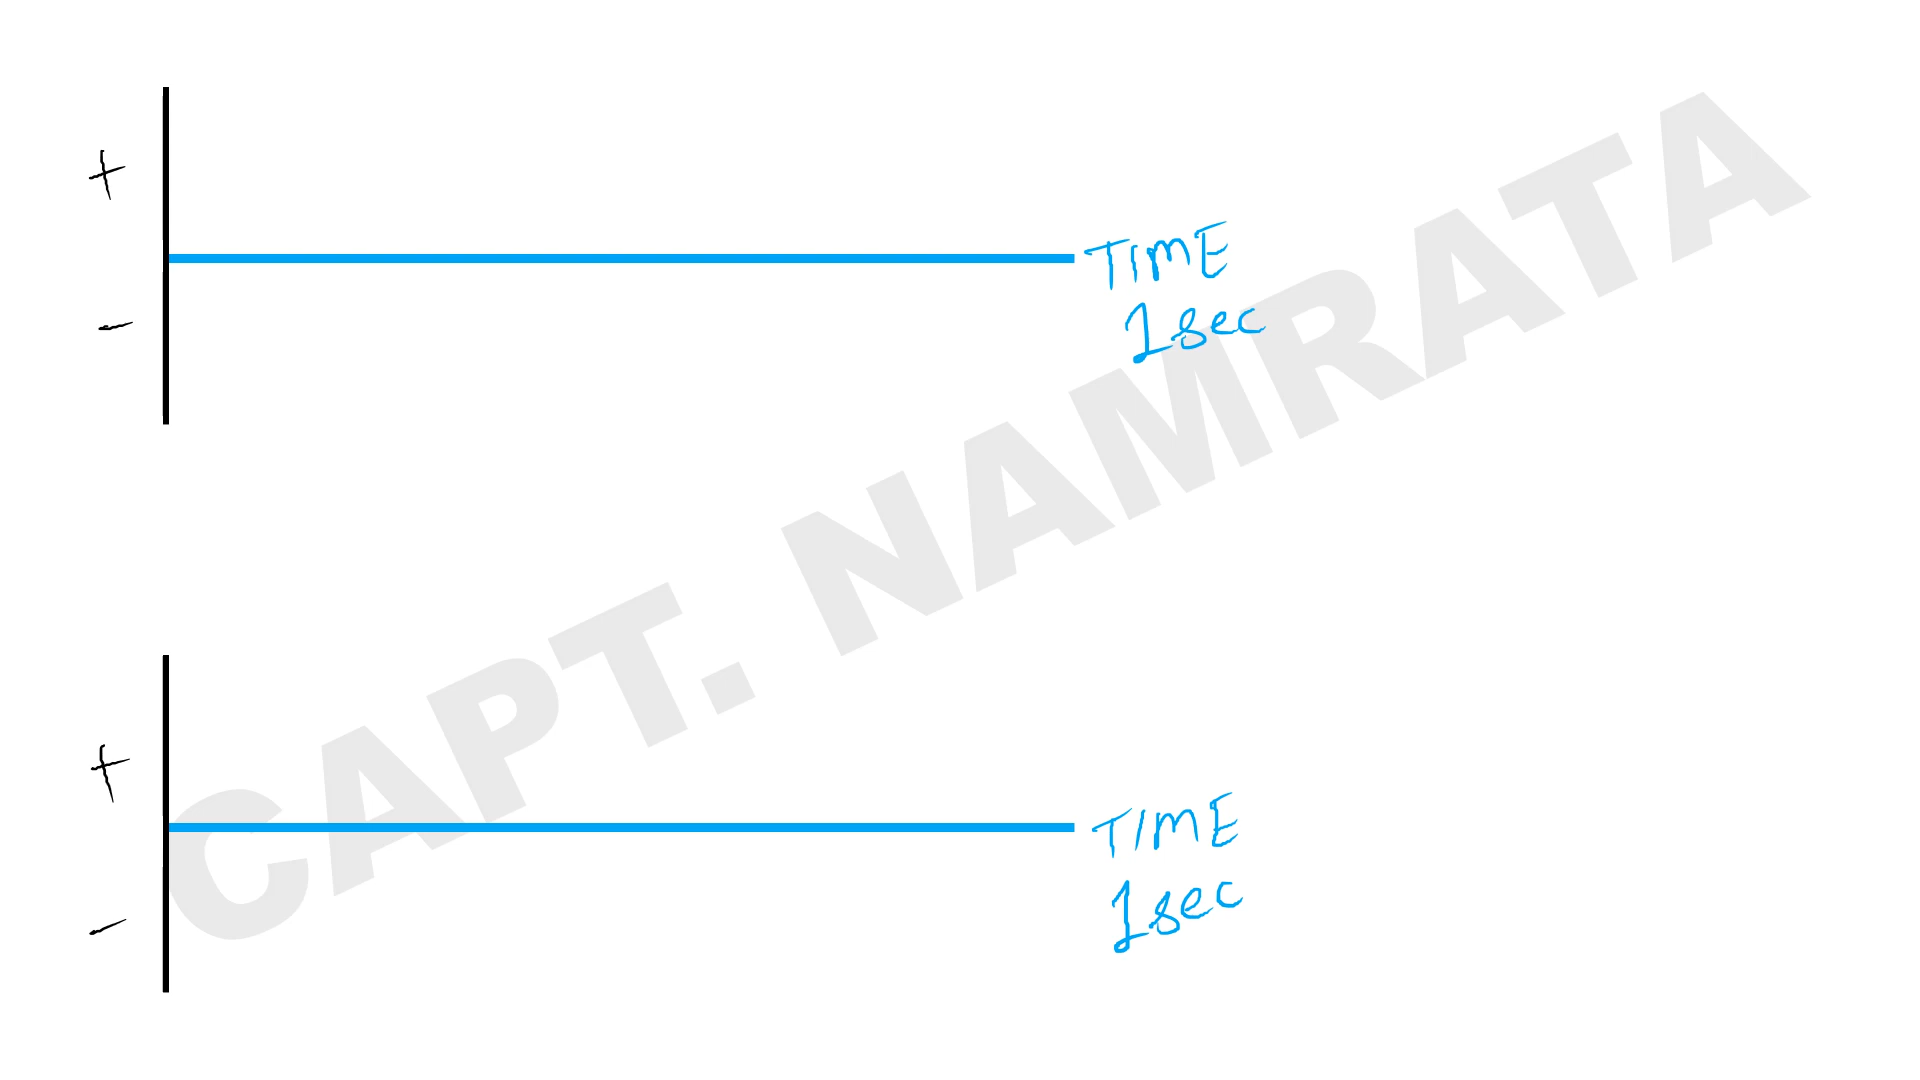 +
TIME
-
1sec
CAPT. NAMRATA
+
TIME
-
1sec